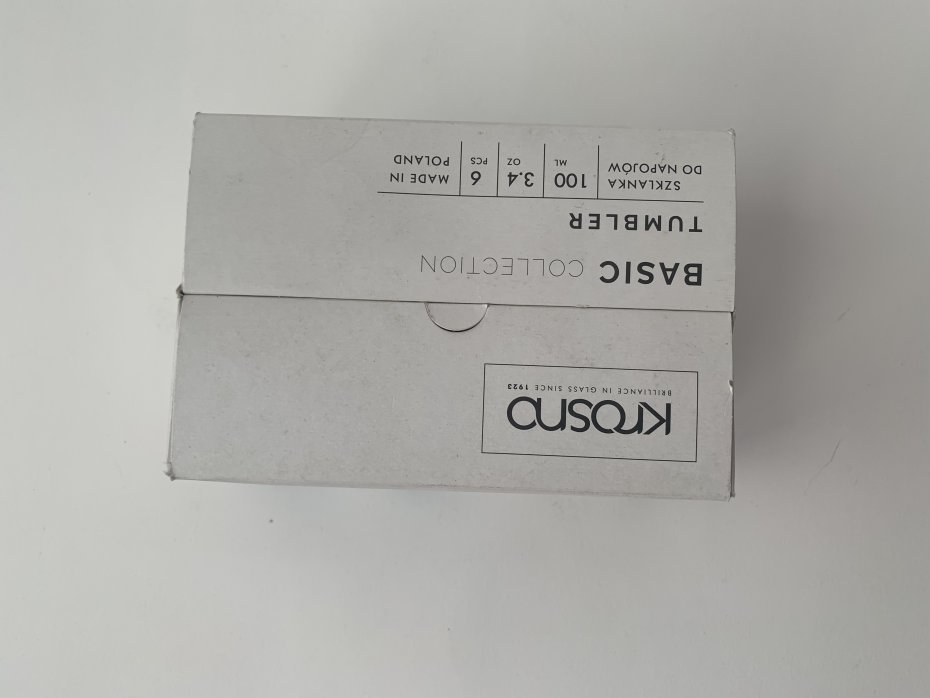 Krosno
BRILLIANCE IN GLASS SINCE 1923
BASIC COLLECTION
TUMBLER
SZKLANKA
DO NAPOJÓW
100
ML
3.4
OZ
6
PCS
MADE IN
POLAND